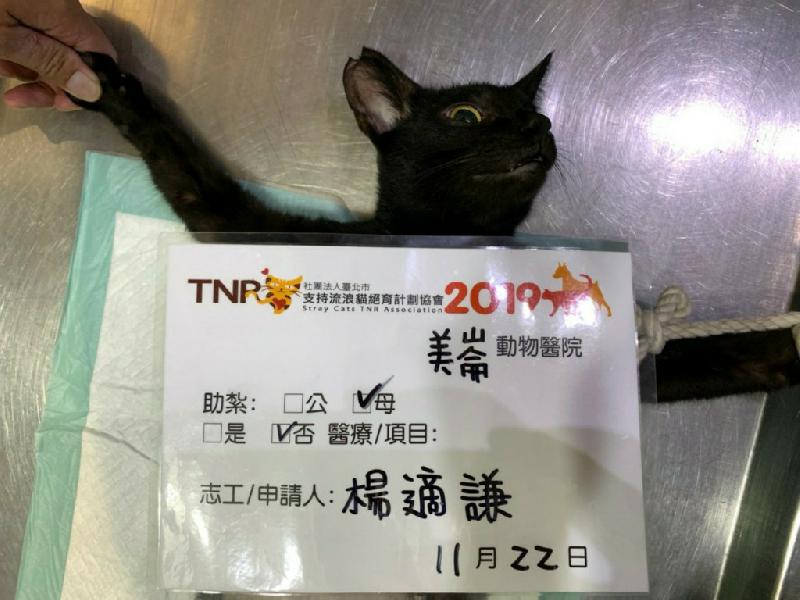 TNR 社團法人臺北市
支持流浪貓絕育計劃協會 2019
Stray Cats TNR Association
美崙 動物醫院
助紮: □公 ☑母
□是 ☑否 醫療/項目:
志工/申請人: 楊適謙
11月22日